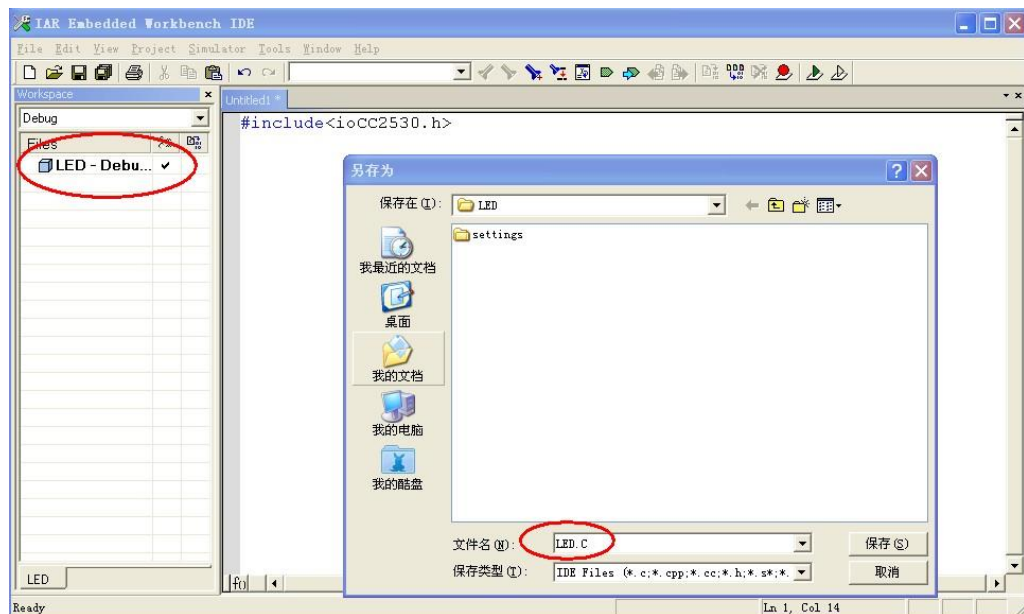 IAR Embedded Workbench IDE
File Edit View Project Simulator Tools Window Help
Workspace
Untitled1 *
Debug
Files
LED - Debu...
#include<ioCC2530.h>
另存为
保存在(I): LED
settings
我最近的文档
桌面
我的文档
我的电脑
我的酷盘
文件名(N): LED.C 保存(S)
保存类型(T): IDE Files (*.c;*.cpp;*.cc;*.h;*.s*;*. 取消
LED
fo
Ready Ln 1, Col 14